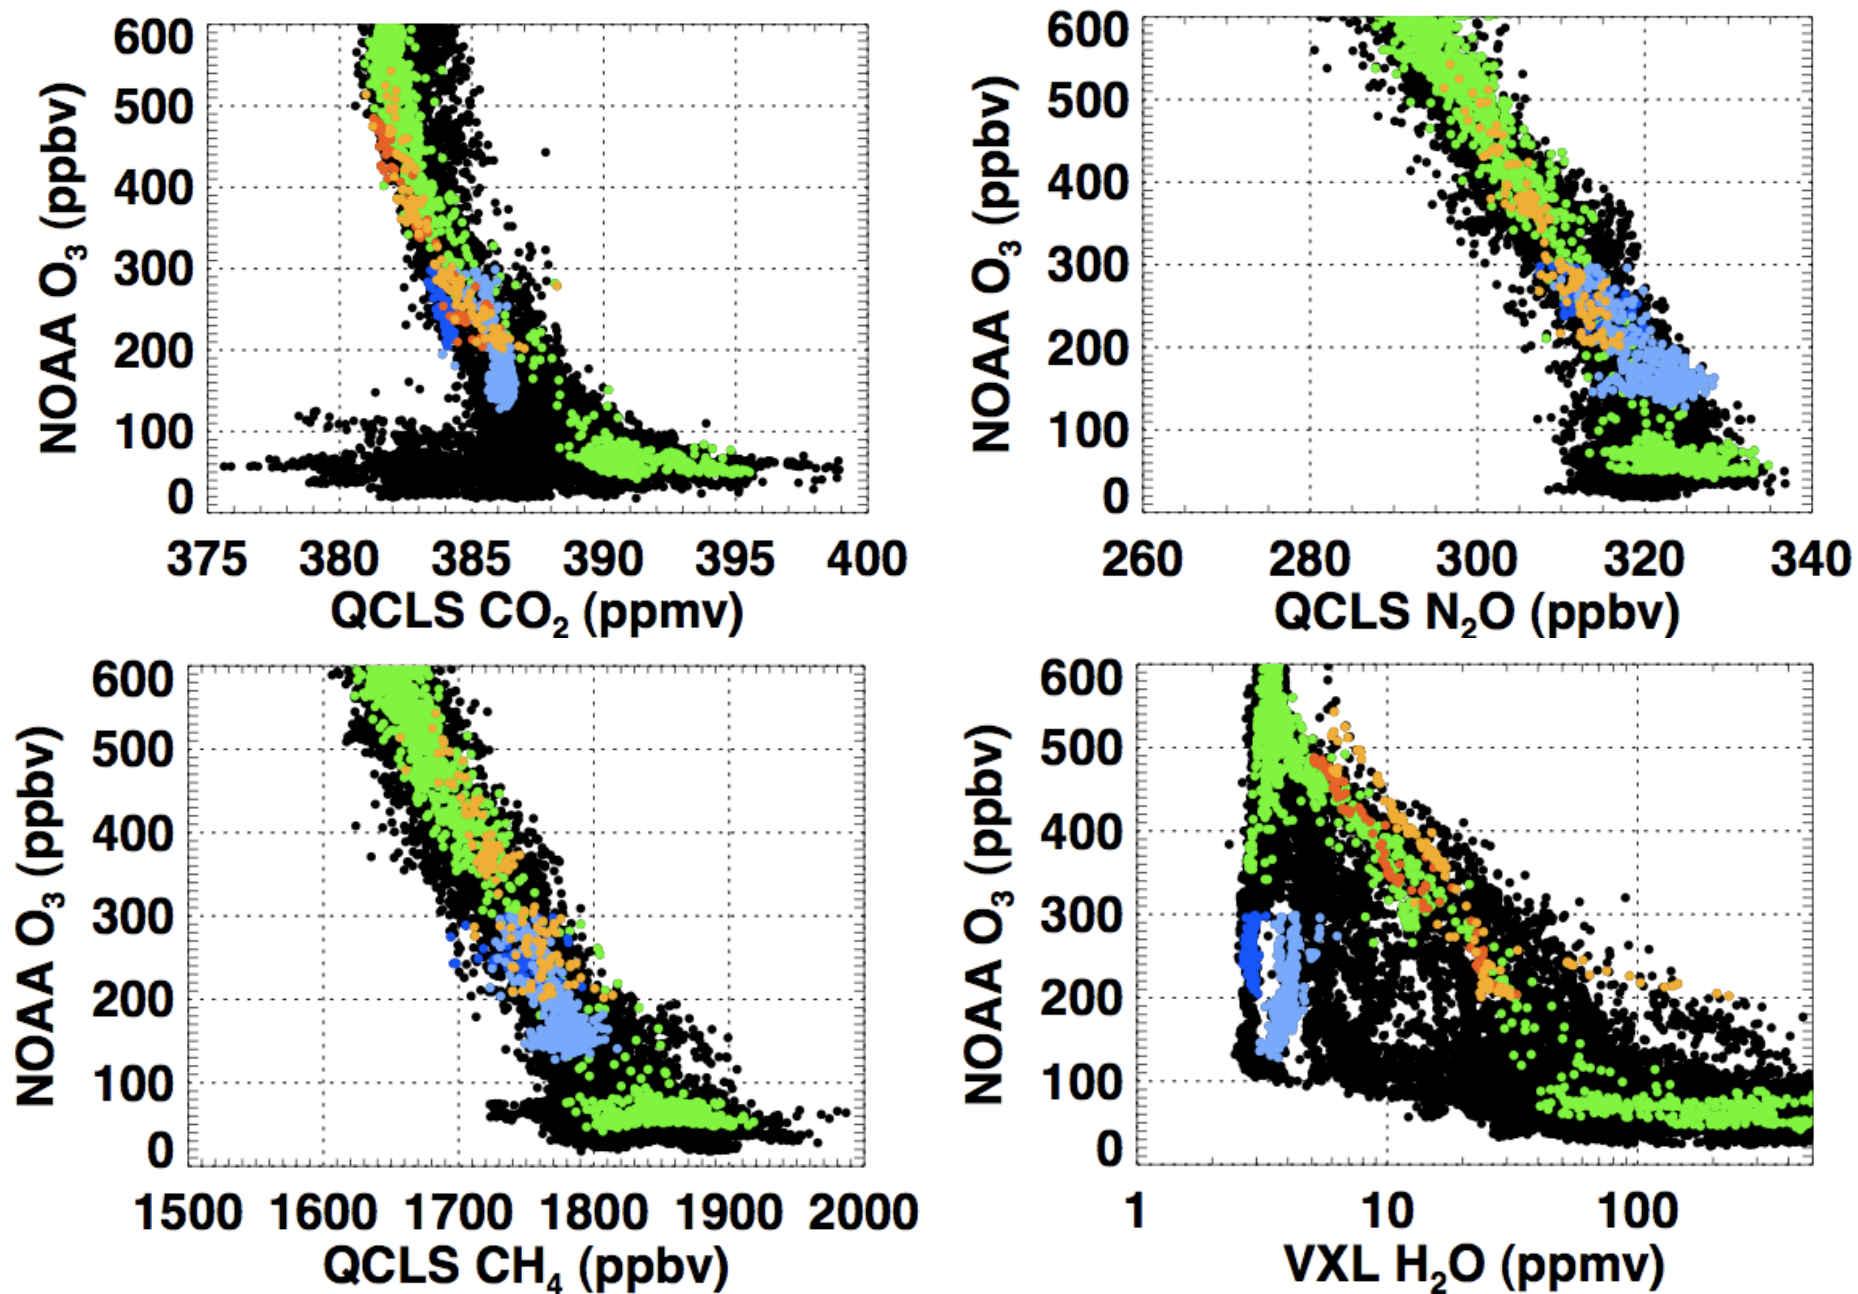 600
500
400
300
200
100
0
NOAA O₃ (ppbv)
375 380 385 390 395 400
QCLS CO₂ (ppmv)
600
500
400
300
200
100
0
NOAA O₃ (ppbv)
260 280 300 320 340
QCLS N₂O (ppbv)
600
500
400
300
200
100
0
NOAA O₃ (ppbv)
1500 1600 1700 1800 1900 2000
QCLS CH₄ (ppbv)
600
500
400
300
200
100
0
NOAA O₃ (ppbv)
1 10 100
VXL H₂O (ppmv)